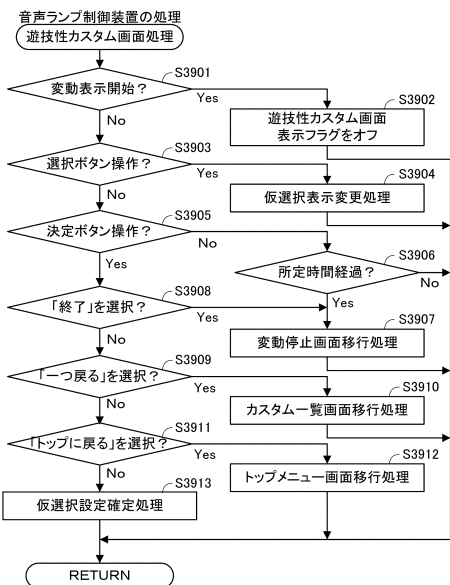 音声ランプ制御装置の処理
遊技性カスタム画面処理
S3901
変動表示開始？
Yes
No
S3902
遊技性カスタム画面
表示フラグをオフ
S3903
選択ボタン操作？
Yes
No
S3904
仮選択表示変更処理
S3905
決定ボタン操作？
No
Yes
S3906
所定時間経過？
No
Yes
S3908
「終了」を選択？
Yes
No
S3907
変動停止画面移行処理
S3909
「一つ戻る」を選択？
Yes
No
S3910
カスタム一覧画面移行処理
S3911
「トップに戻る」を選択？
Yes
No
S3912
トップメニュー画面移行処理
S3913
仮選択設定確定処理
RETURN